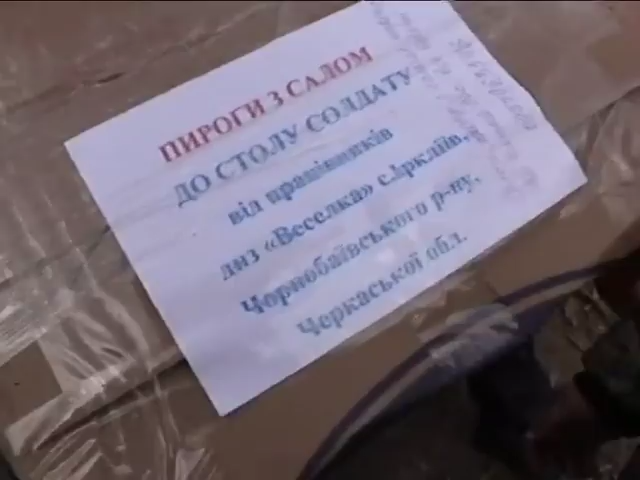 ПИРОГИ З САЛОМ
ДО СТОЛУ СОЛДАТУ
від працівників
днз «Веселка» с.Іркліїв,
Чорнобаївського р-ну,
Черкаської обл.